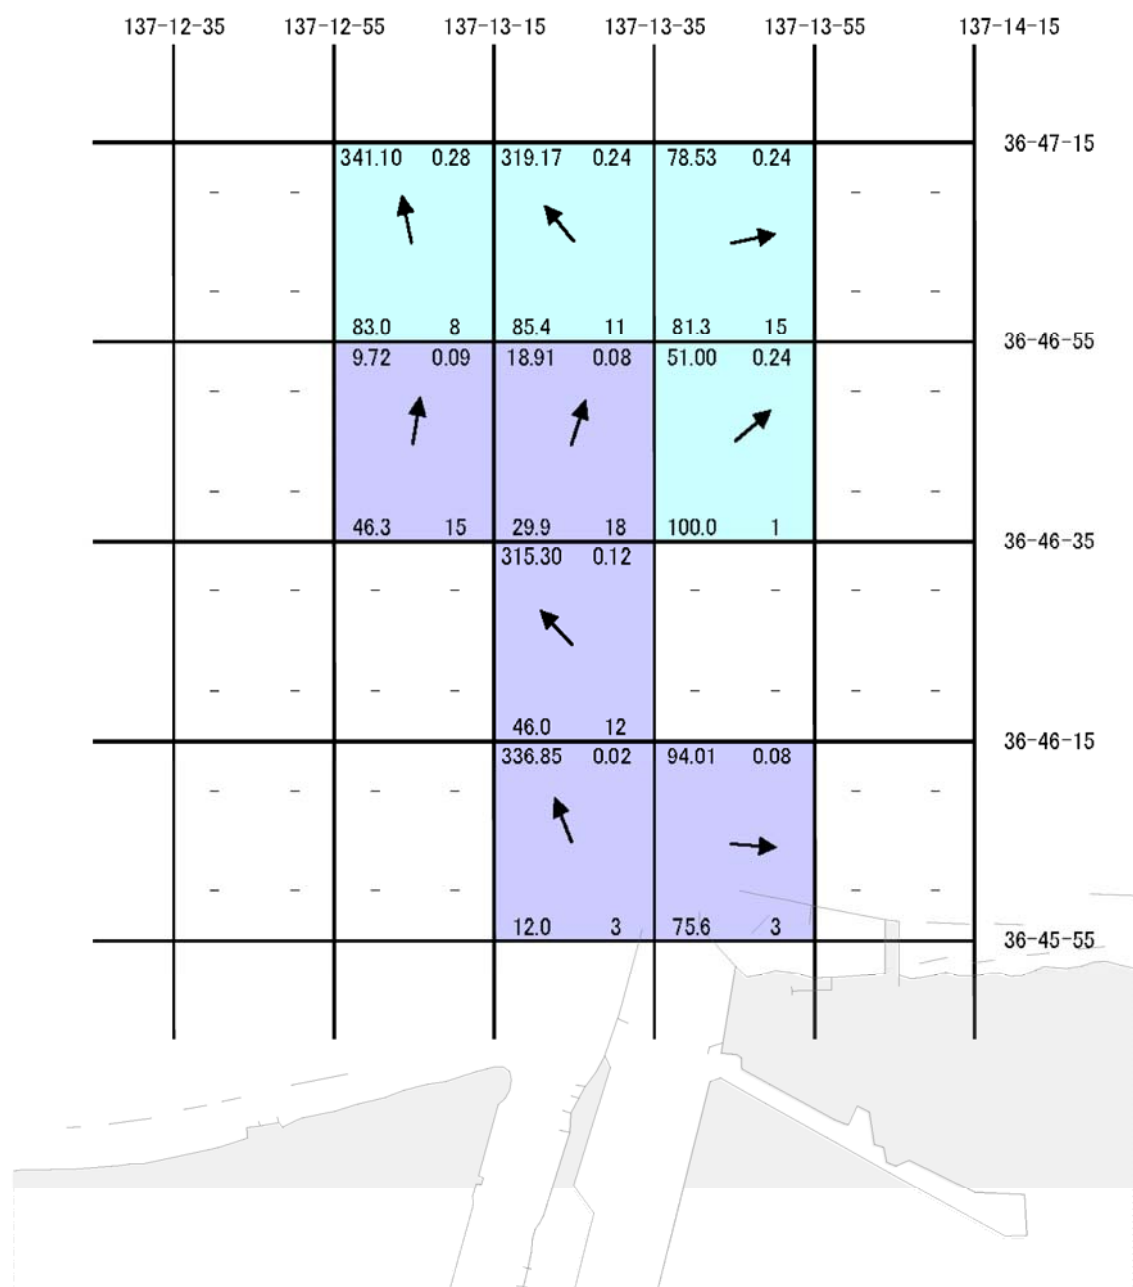 137-12-35 137-12-55 137-13-15 137-13-35 137-13-55 137-14-15
36-47-15
341.10 0.28 319.17 0.24 78.53 0.24
- - - -
- - - -
83.0 8 85.4 11 81.3 15
36-46-55
9.72 0.09 18.91 0.08 51.00 0.24
- - - -
- - - -
46.3 15 29.9 18 100.0 1
36-46-35
315.30 0.12
- - - - - - - -
- - - - - - - -
46.0 12
36-46-15
336.85 0.02 94.01 0.08
- - - - - -
- - - - - -
12.0 3 75.6 3
36-45-55